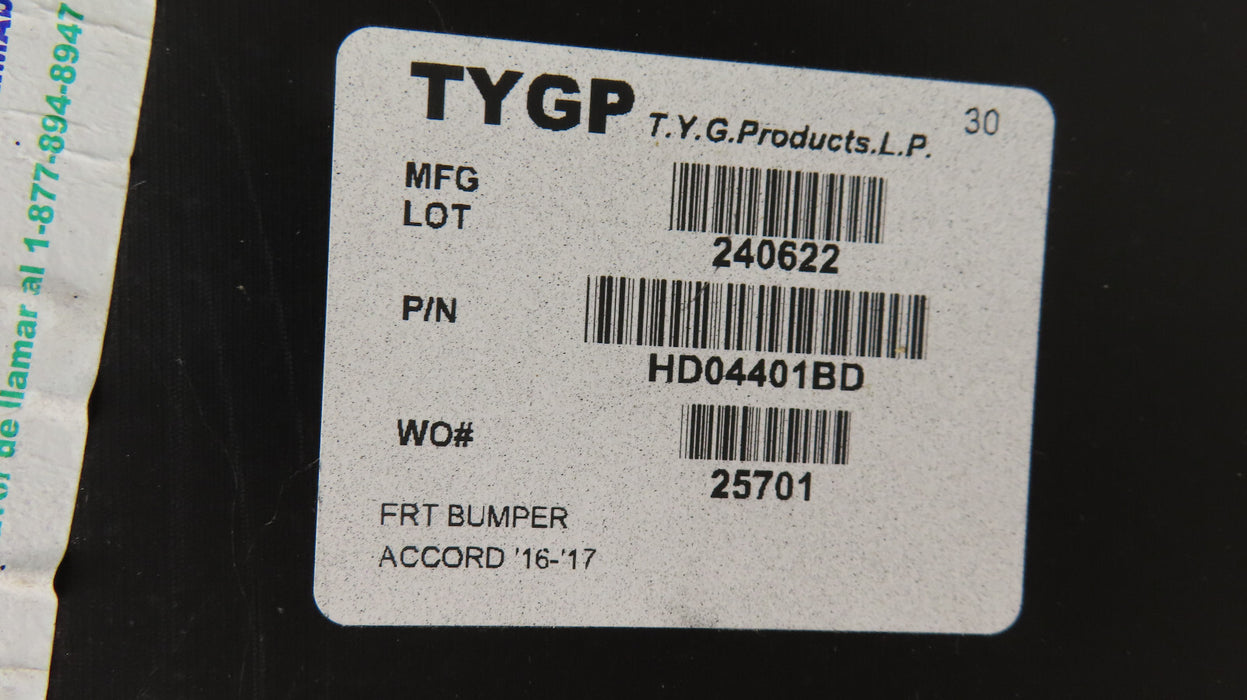 TYGP T.Y.G.Products.L.P. 30
MFG
LOT
240622
P/N
HD04401BD
WO#
25701
FRT BUMPER
ACCORD '16-'17
de llamar al 1-877-894-8947